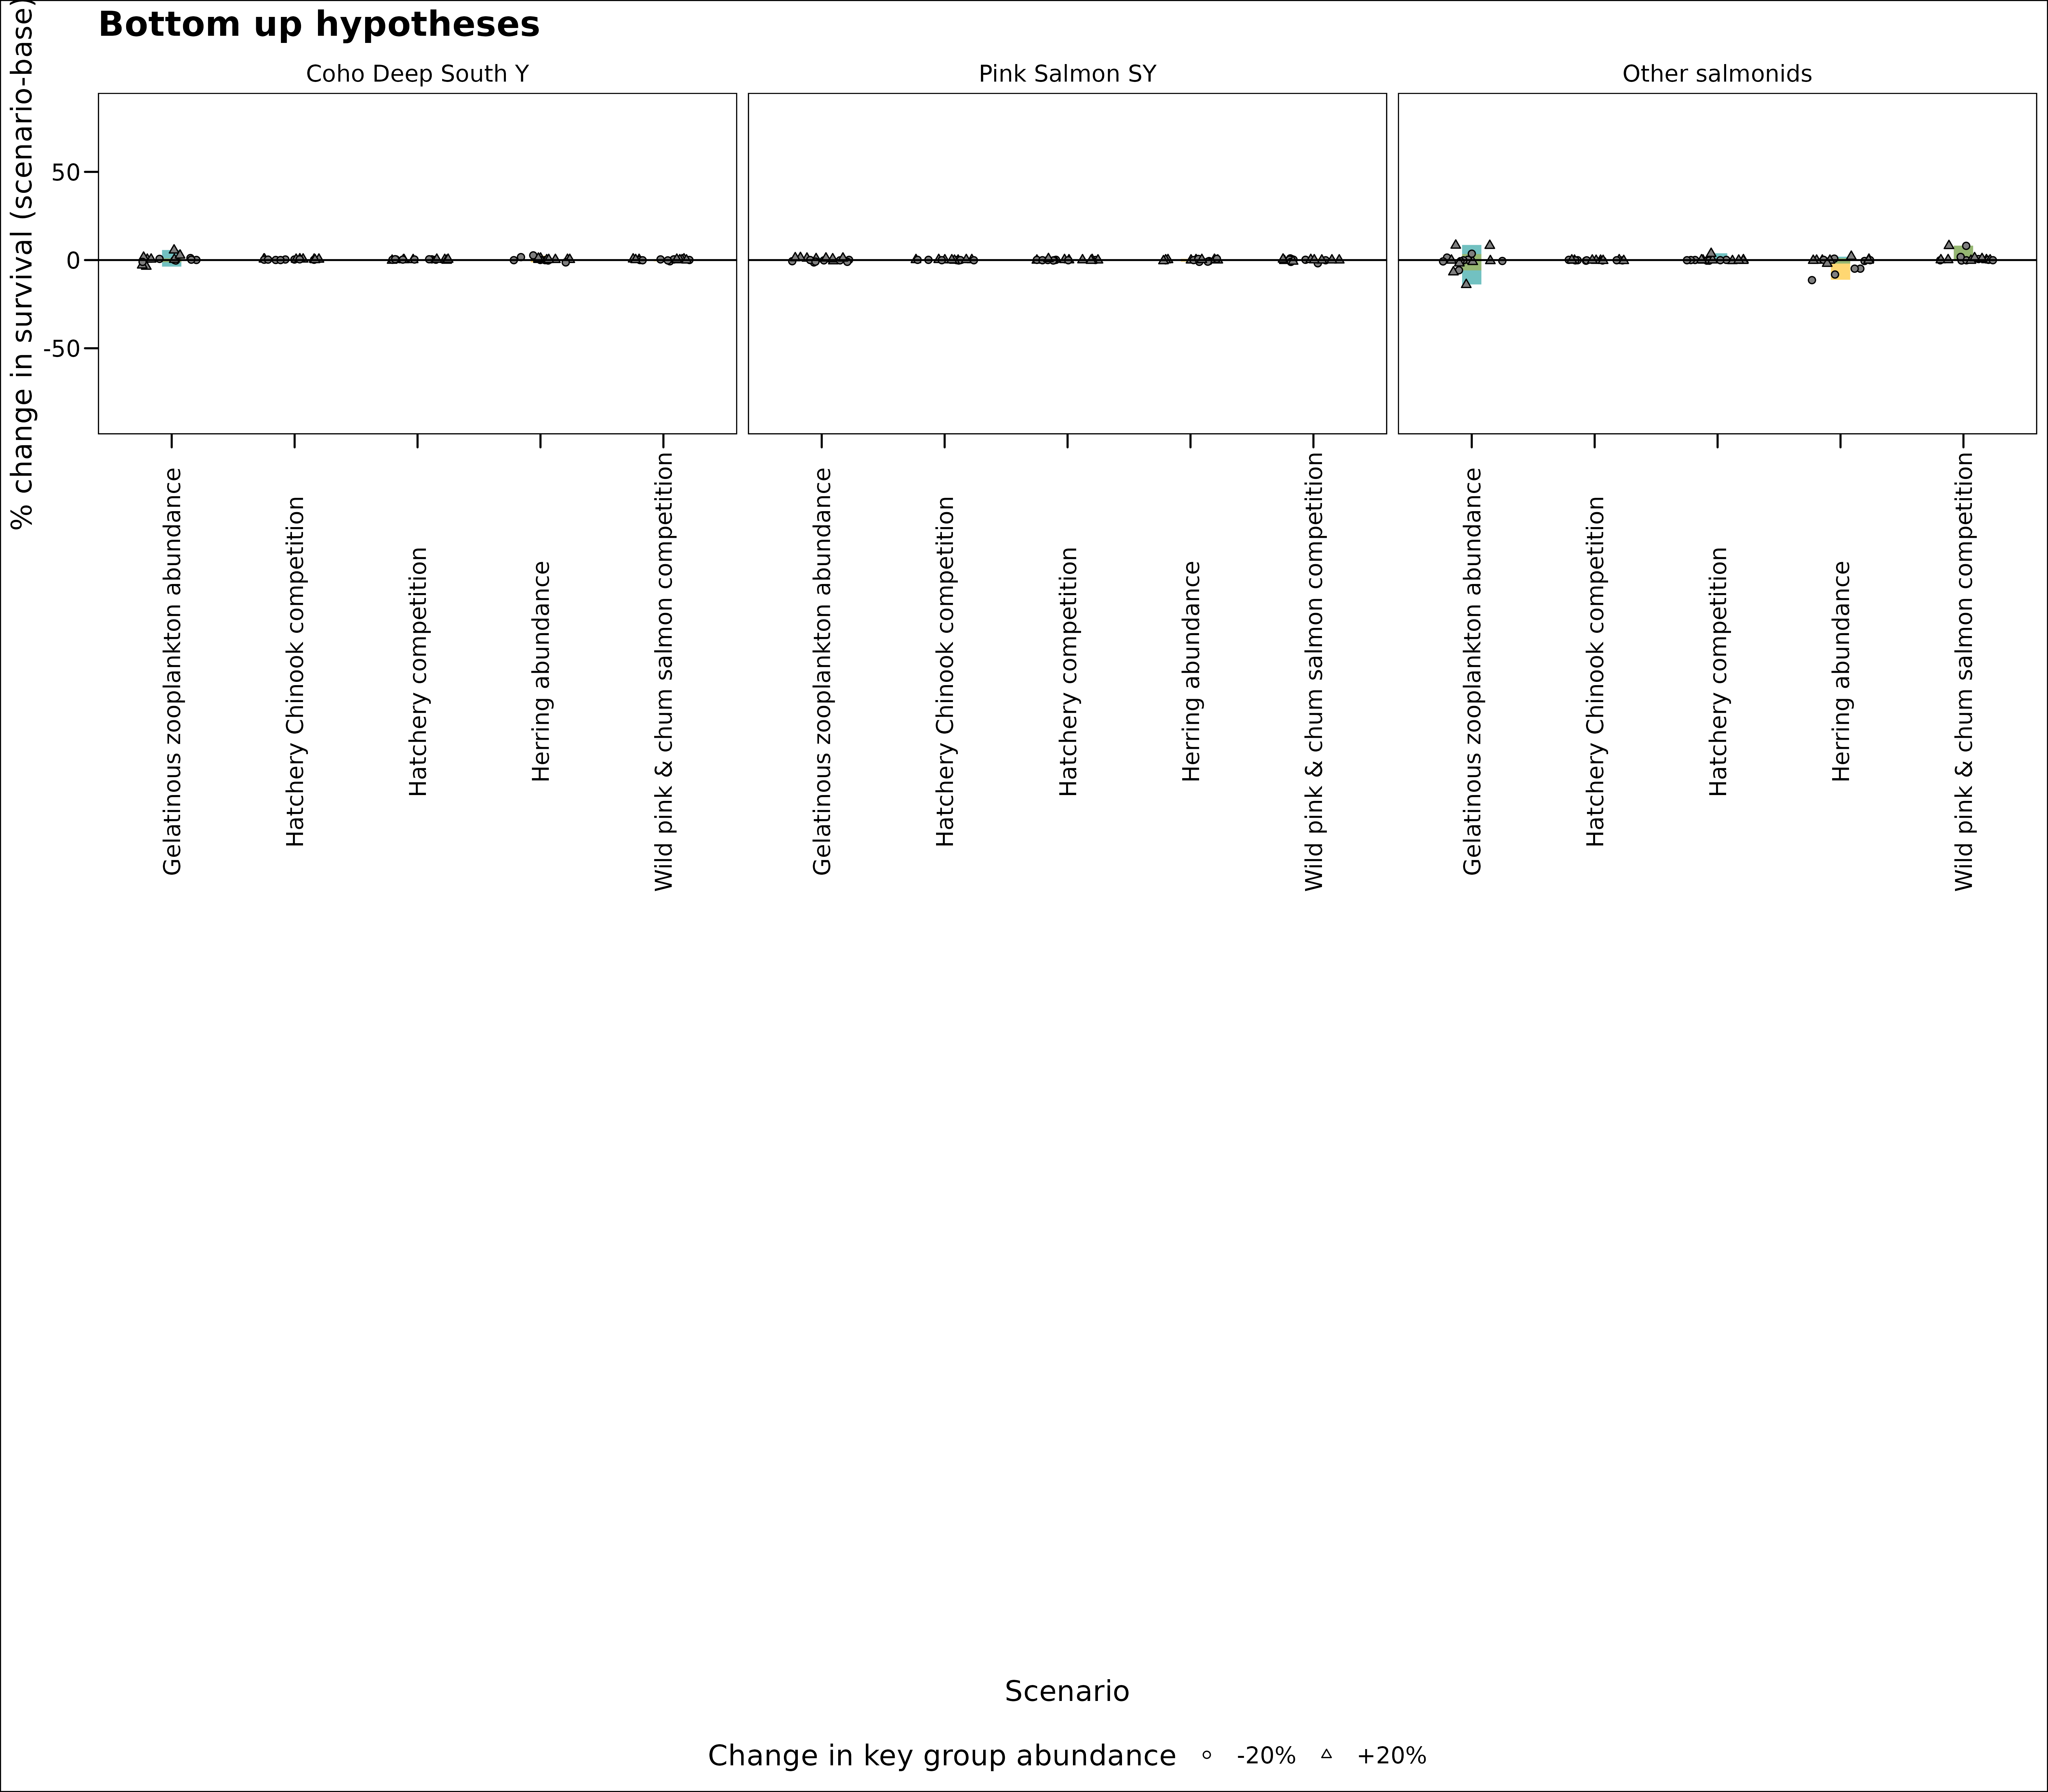 Bottom up hypotheses
Coho Deep South Y
Pink Salmon SY
Other salmonids
% change in survival (scenario-base)
50
0
-50
Gelatinous zooplankton abundance
Hatchery Chinook competition
Hatchery competition
Herring abundance
Wild pink & chum salmon competition
Gelatinous zooplankton abundance
Hatchery Chinook competition
Hatchery competition
Herring abundance
Wild pink & chum salmon competition
Gelatinous zooplankton abundance
Hatchery Chinook competition
Hatchery competition
Herring abundance
Wild pink & chum salmon competition
Scenario
Change in key group abundance -20% +20%